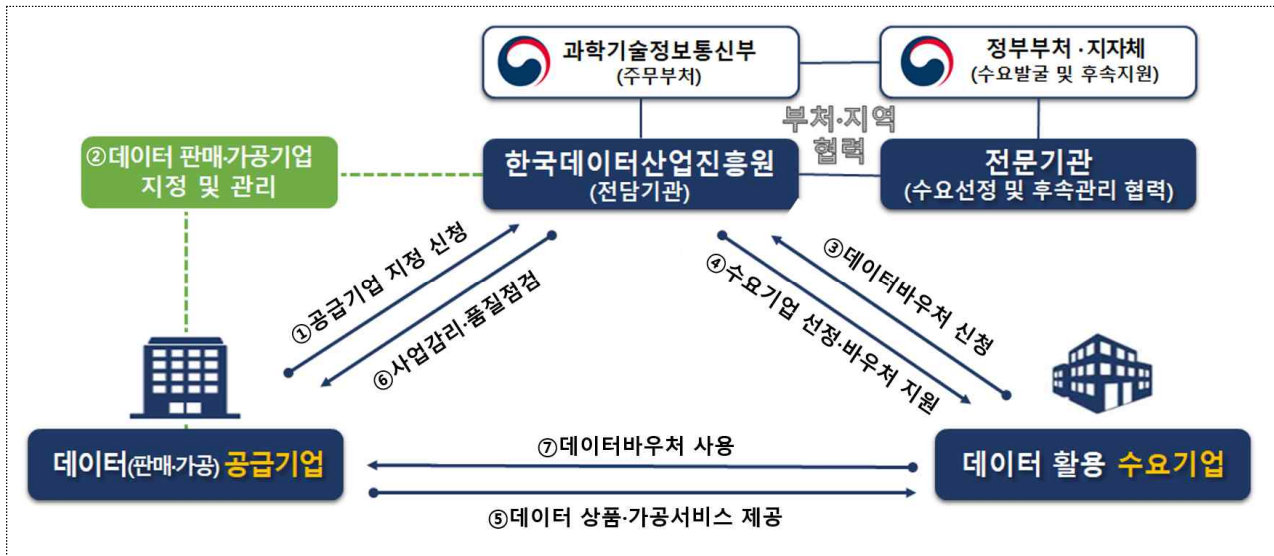 과학기술정보통신부
(주무부처)
정부부처·지자체
(수요발굴 및 후속지원)
부처·지역
협력
②데이터 판매·가공기업
지정 및 관리
한국데이터산업진흥원
(전담기관)
전문기관
(수요선정 및 후속관리 협력)
①공급기업 지정 신청
⑥사업감리·품질점검
③데이터바우처 신청
④수요기업 선정·바우처 지원
데이터(판매·가공) 공급기업
⑦데이터바우처 사용
데이터 활용 수요기업
⑤데이터 상품·가공서비스 제공